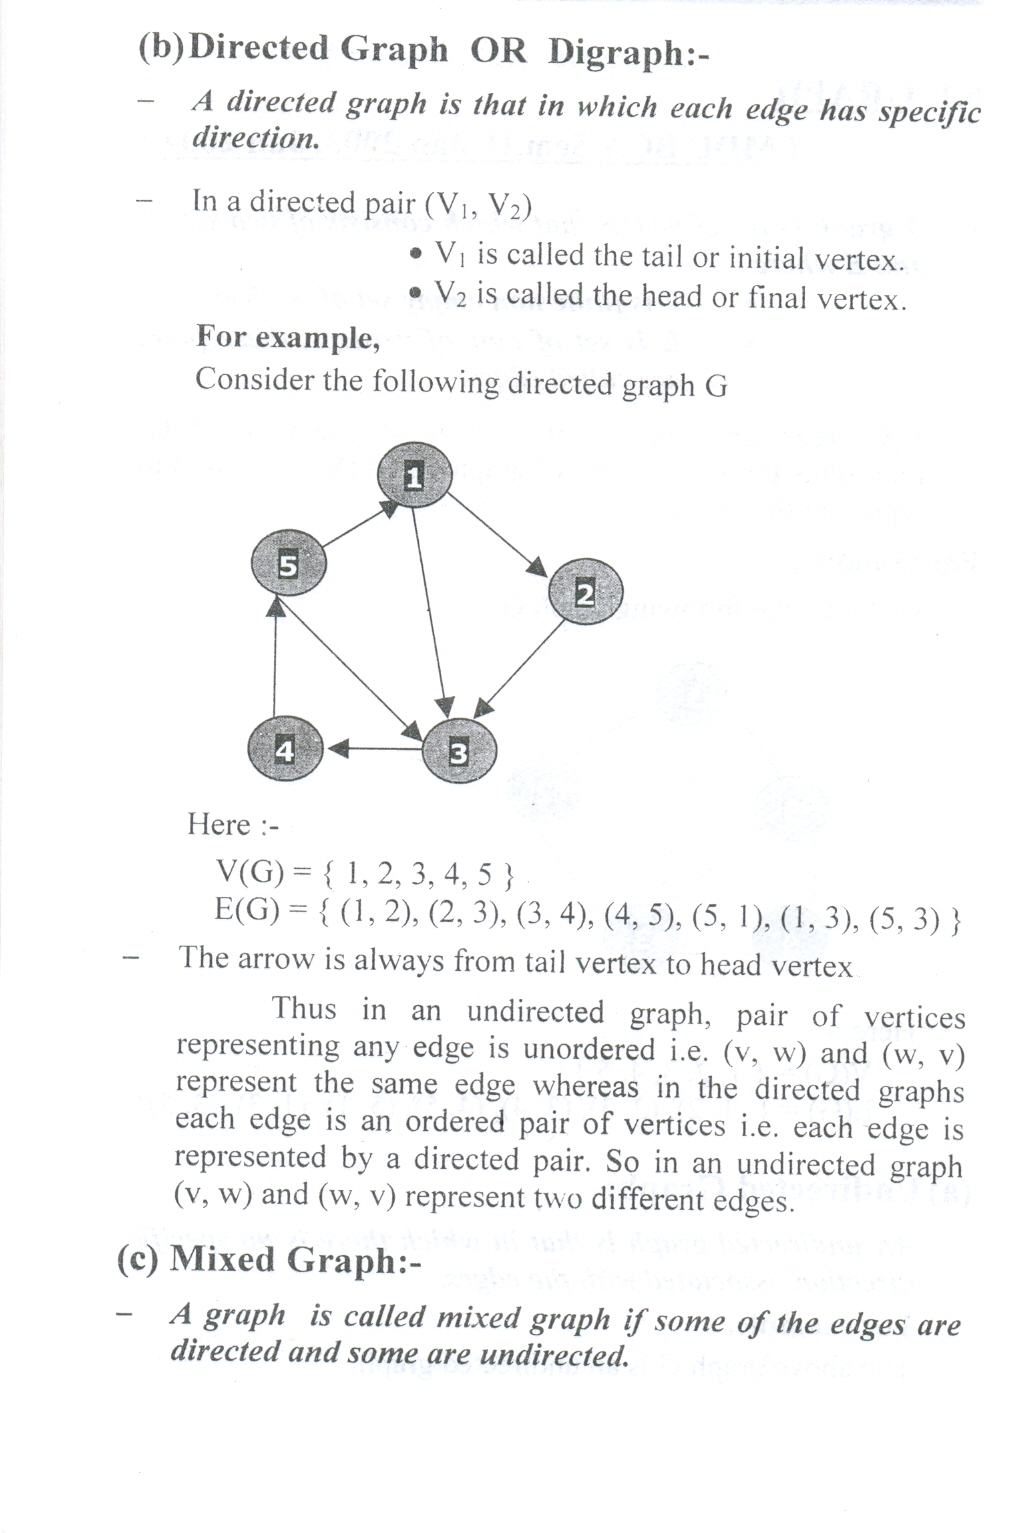 (b)Directed Graph OR Digraph:-
– A directed graph is that in which each edge has specific
direction.
– In a directed pair (V1, V2)
• V1 is called the tail or initial vertex.
• V2 is called the head or final vertex.
For example,
Consider the following directed graph G
1
5
2
4
3
Here :-
V(G) = { 1, 2, 3, 4, 5 }
E(G) = { (1, 2), (2, 3), (3, 4), (4, 5), (5, 1), (1, 3), (5, 3) }
– The arrow is always from tail vertex to head vertex
Thus in an undirected graph, pair of vertices
representing any edge is unordered i.e. (v, w) and (w, v)
represent the same edge whereas in the directed graphs
each edge is an ordered pair of vertices i.e. each edge is
represented by a directed pair. So in an undirected graph
(v, w) and (w, v) represent two different edges.
(c) Mixed Graph:-
– A graph is called mixed graph if some of the edges are
directed and some are undirected.